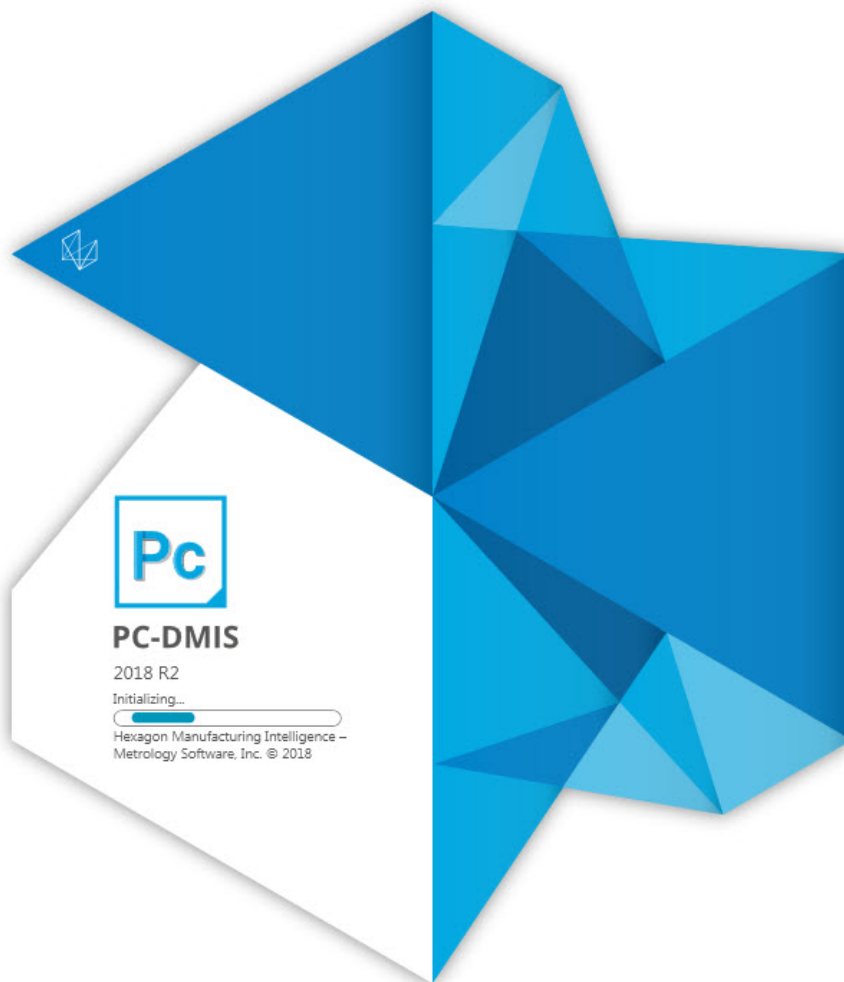 Pc
PC-DMIS
2018 R2
Initializing...
Hexagon Manufacturing Intelligence –
Metrology Software, Inc. © 2018